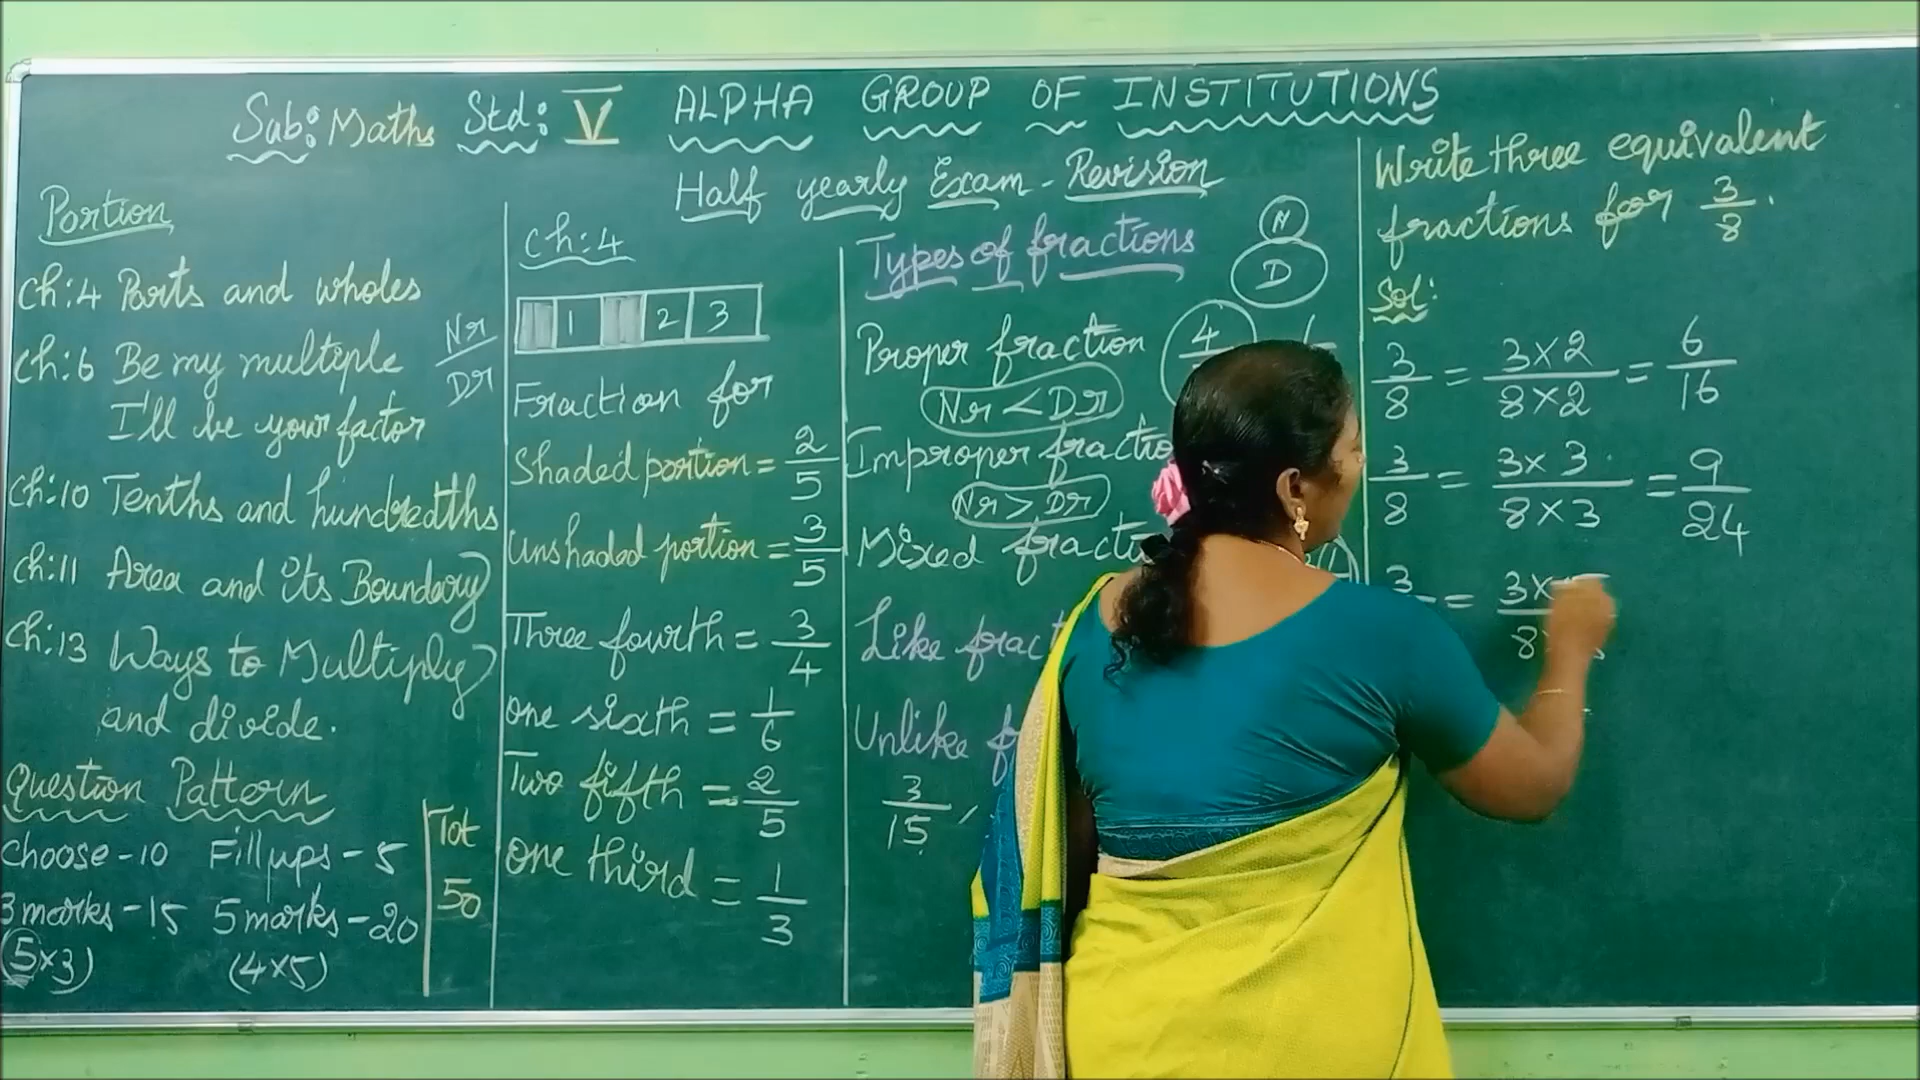 Sub: Maths Std: V ALPHA GROUP OF INSTITUTIONS
Half yearly Exam - Revision
Portion
Ch:4 Parts and wholes
Ch:6 Be my multiple
I'll be your factor
Nr
Dr
Ch:10 Tenths and hundredths
Ch:11 Area and its Boundary
Ch:13 Ways to Multiply
and divide.
Question Pattern
Choose - 10 Fillups - 5
3 marks - 15 5 marks - 20
(5×3) (4×5)
Tot
50
Ch:4
1 2 3
Fraction for
Shaded portion = 2/5
Unshaded portion = 3/5
Three fourth = 3/4
One sixth = 1/6
Two fifth = 2/5
One third = 1/3
Types of fractions
N
D
Proper fraction 4
Nr < Dr
Improper
Nr > Dr
Mixed
Like
Unlike
3/15,
Write three equivalent
fractions for 3/8.
Sol:
3/8 = 3×2/8×2 = 6/16
3/8 = 3×3/8×3 = 9/24
3 = 3×
8